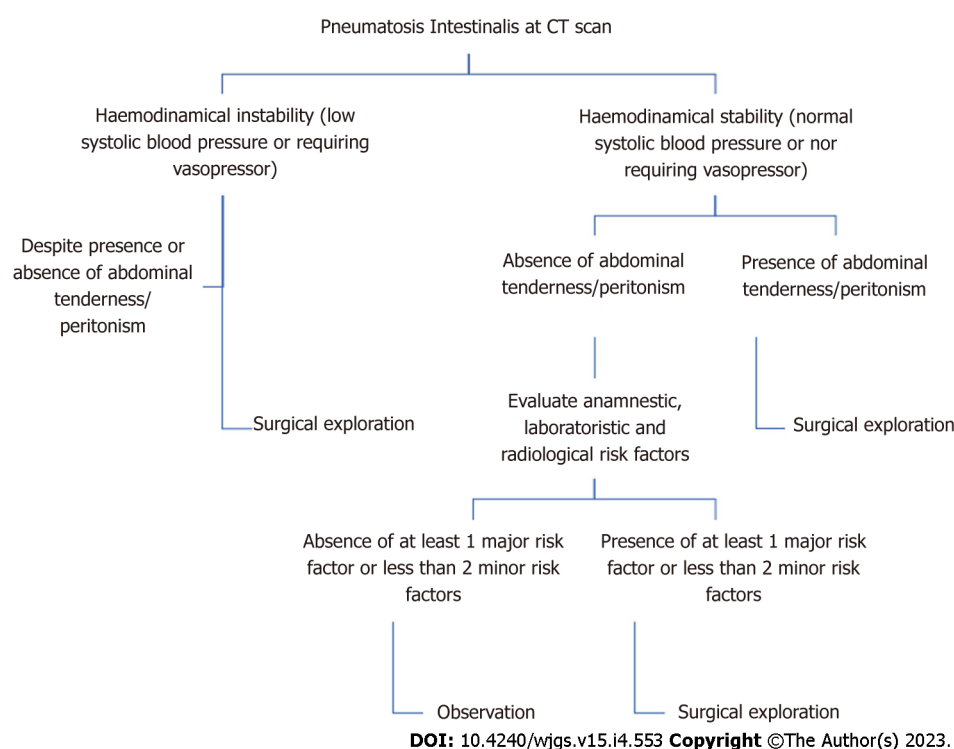 Pneumatosis Intestinalis at CT scan
Haemodinamical instability (low
systolic blood pressure or requiring
vasopressor)
Haemodinamical stability (normal
systolic blood pressure or nor
requiring vasopressor)
Despite presence or
absence of abdominal
tenderness/
peritonism
Absence of abdominal
tenderness/peritonism
Presence of abdominal
tenderness/peritonism
Surgical exploration
Evaluate anamnestic,
laboratoristic and
radiological risk factors
Surgical exploration
Absence of at least 1 major risk
factor or less than 2 minor risk
factors
Presence of at least 1 major risk
factor or less than 2 minor risk
factors
Observation
Surgical exploration
DOI: 10.4240/wjgs.v15.i4.553 Copyright ©The Author(s) 2023.